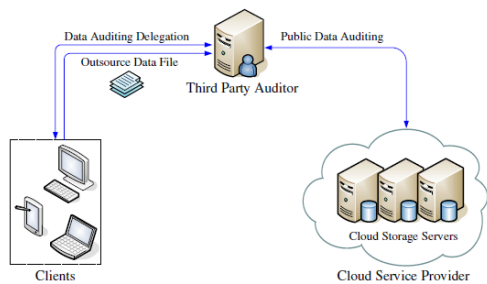 Data Auditing Delegation
Public Data Auditing
Outsource Data File
Third Party Auditor
Cloud Storage Servers
Clients
Cloud Service Provider